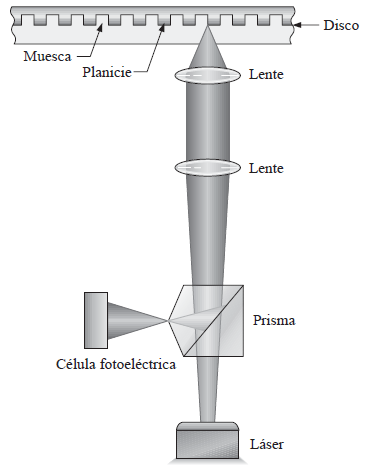 Disco
Muesca
Planicie
Lente
Lente
Prisma
Célula fotoeléctrica
Láser